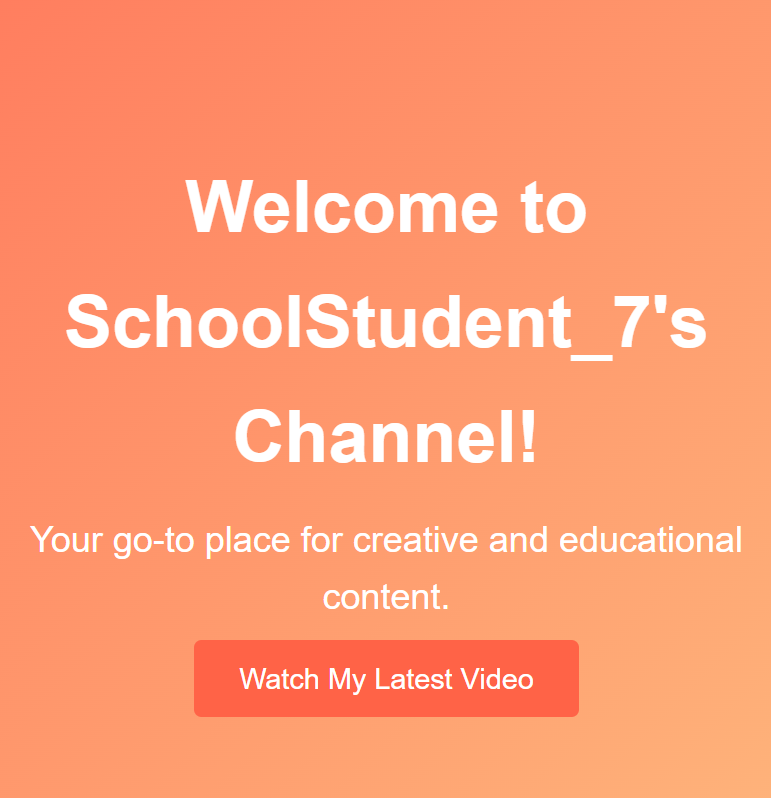 Welcome to
SchoolStudent_7's
Channel!
Your go-to place for creative and educational
content.
Watch My Latest Video